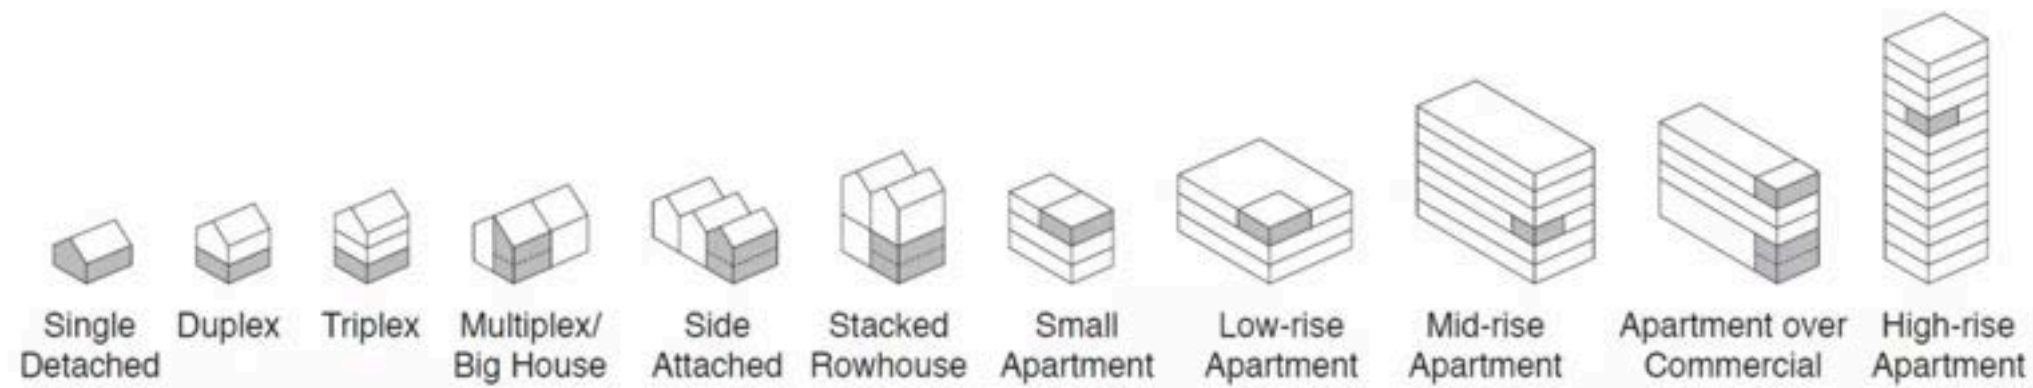 Single Detached
Duplex
Triplex
Multiplex/ Big House
Side Attached
Stacked Rowhouse
Small Apartment
Low-rise Apartment
Mid-rise Apartment
Apartment over Commercial
High-rise Apartment